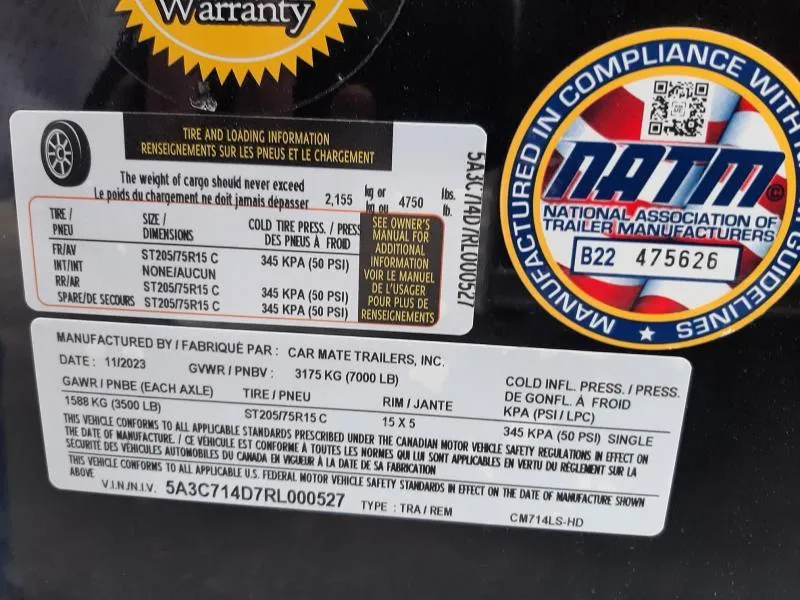 Warranty
TIRE AND LOADING INFORMATION
RENSEIGNEMENTS SUR LES PNEUS ET LE CHARGEMENT
The weight of cargo should never exceed kg or lbs.
Le poids du chargement ne doit jamais dépasser 2,155 kg ou 4750 lb.
TIRE / SIZE / COLD TIRE PRESS. / PRESS
PNEU DIMENSIONS DES PNEUS À FROID
FR/AV ST205/75R15 C 345 KPA (50 PSI)
INT/INT NONE/AUCUN
RR/AR ST205/75R15 C 345 KPA (50 PSI)
SPARE/DE SECOURS ST205/75R15 C 345 KPA (50 PSI)
SEE OWNER'S
MANUAL FOR
ADDITIONAL
INFORMATION
VOIR LE MANUEL
DE L'USAGER
POUR PLUS DE
RENSEIGNEMENTS
5A3C714D7RL000527
MANUFACTURED IN COMPLIANCE WITH
GUIDELINES
NATM
NATIONAL ASSOCIATION OF
TRAILER MANUFACTURERS
B22 475626
MANUFACTURED BY / FABRIQUÉ PAR : CAR MATE TRAILERS, INC.
DATE : 11/2023 GVWR / PNBV : 3175 KG (7000 LB)
GAWR / PNBE (EACH AXLE) TIRE / PNEU RIM / JANTE COLD INFL. PRESS. / PRESS.
DE GONFL. À FROID
KPA (PSI / LPC)
1588 KG (3500 LB) ST205/75R15 C 15 X 5 345 KPA (50 PSI) SINGLE
THIS VEHICLE CONFORMS TO ALL APPLICABLE STANDARDS PRESCRIBED UNDER THE CANADIAN MOTOR VEHICLE SAFETY REGULATIONS IN EFFECT ON
THE DATE OF MANUFACTURE. / CE VÉHICULE EST CONFORME À TOUTES LES NORMES QUI LUI SONT APPLICABLES EN VERTU DU RÈGLEMENT SUR LA
SÉCURITÉ DES VÉHICULES AUTOMOBILES DU CANADA EN VIGUEUR À LA DATE DE SA FABRICATION
THIS VEHICLE CONFORMS TO ALL APPLICABLE U.S. FEDERAL MOTOR VEHICLE SAFETY STANDARDS IN EFFECT ON THE DATE OF MANUFACTURE SHOWN
ABOVE
V.I.N./N.I.V. 5A3C714D7RL000527 TYPE : TRA / REM CM714LS-HD